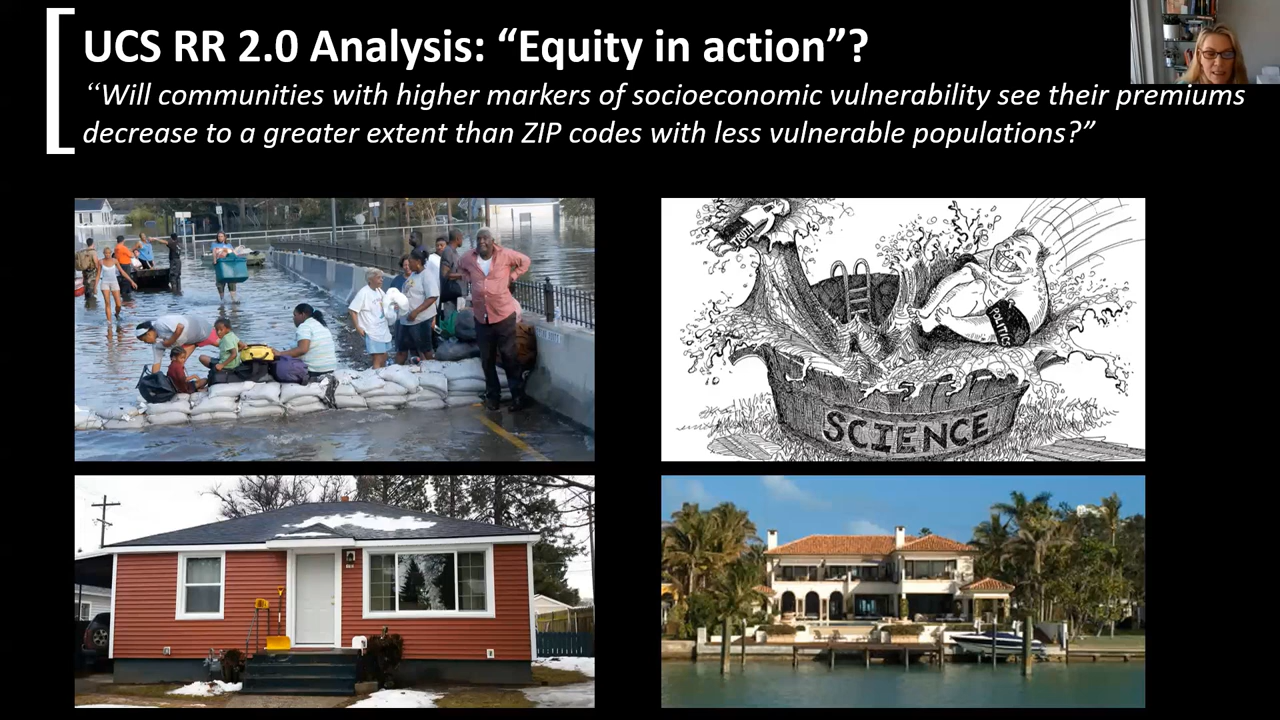 UCS RR 2.0 Analysis: “Equity in action”?
“Will communities with higher markers of socioeconomic vulnerability see their premiums
decrease to a greater extent than ZIP codes with less vulnerable populations?”
TRUTH
POLITICS
SCIENCE